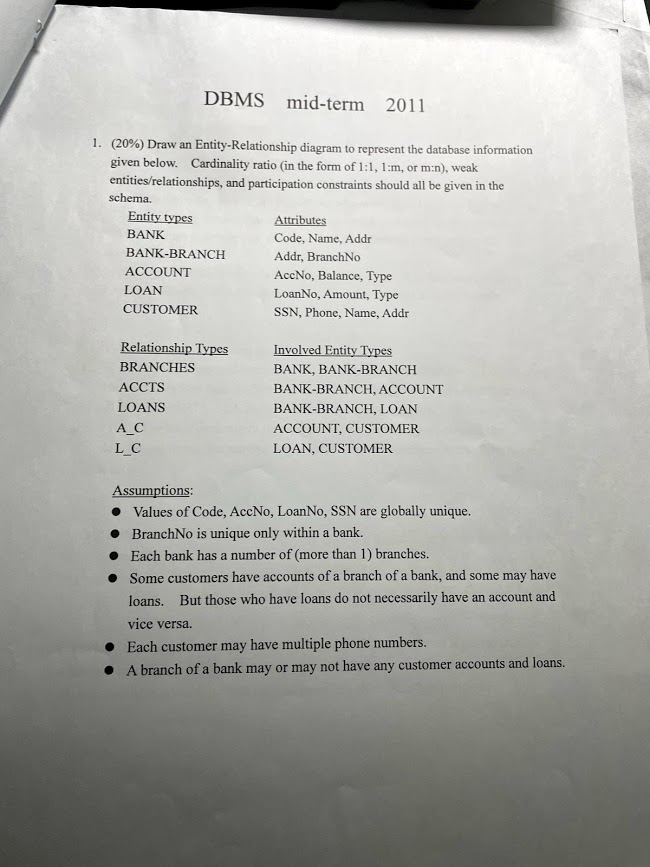 DBMS mid-term 2011
1. (20%) Draw an Entity-Relationship diagram to represent the database information
given below. Cardinality ratio (in the form of 1:1, 1:m, or m:n), weak
entities/relationships, and participation constraints should all be given in the
schema.
Entity types Attributes
BANK Code, Name, Addr
BANK-BRANCH Addr, BranchNo
ACCOUNT AccNo, Balance, Type
LOAN LoanNo, Amount, Type
CUSTOMER SSN, Phone, Name, Addr
Relationship Types Involved Entity Types
BRANCHES BANK, BANK-BRANCH
ACCTS BANK-BRANCH, ACCOUNT
LOANS BANK-BRANCH, LOAN
A_C ACCOUNT, CUSTOMER
L_C LOAN, CUSTOMER
Assumptions:
● Values of Code, AccNo, LoanNo, SSN are globally unique.
● BranchNo is unique only within a bank.
● Each bank has a number of (more than 1) branches.
● Some customers have accounts of a branch of a bank, and some may have
loans. But those who have loans do not necessarily have an account and
vice versa.
● Each customer may have multiple phone numbers.
● A branch of a bank may or may not have any customer accounts and loans.